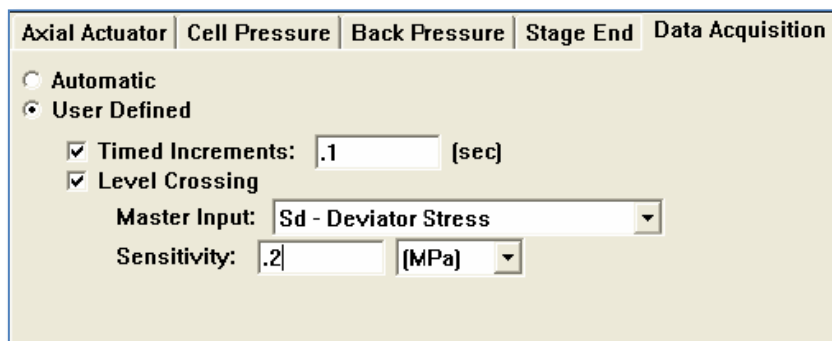 Axial Actuator Cell Pressure Back Pressure Stage End Data Acquisition
Automatic
User Defined
Timed Increments: .1 (sec)
Level Crossing
Master Input: Sd - Deviator Stress
Sensitivity: .2 (MPa)